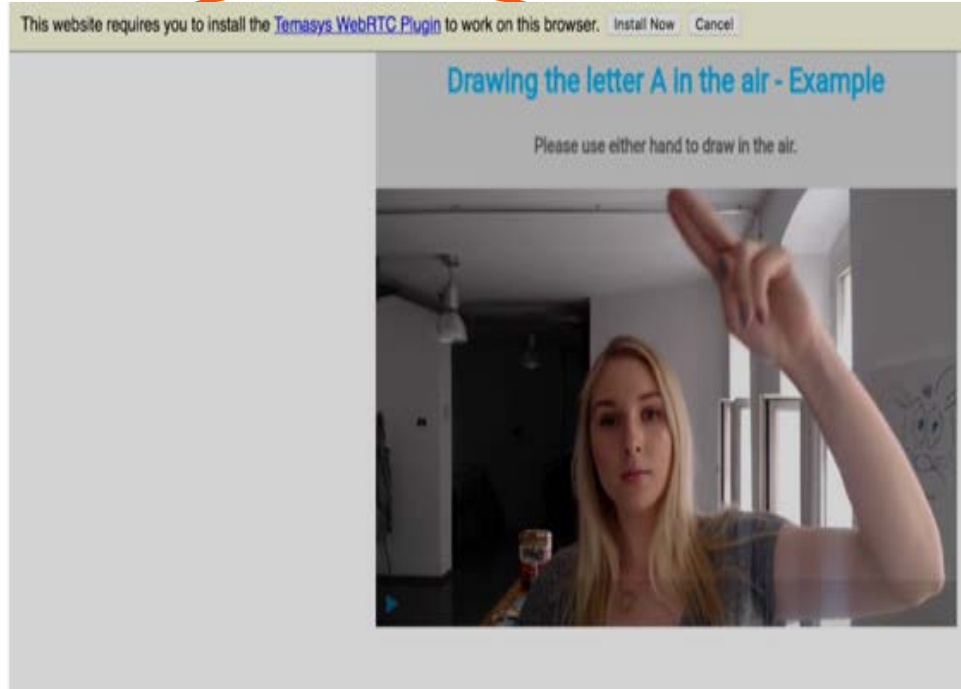 This website requires you to install the Temasys WebRTC Plugin to work on this browser. Install Now Cancel
Drawing the letter A in the air - Example
Please use either hand to draw in the air.